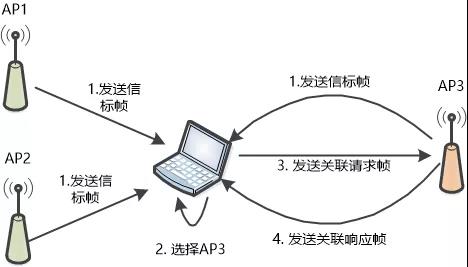 AP1
1.发送信
标帧
1.发送信标帧
AP3
AP2
1.发送信
标帧
3. 发送关联请求帧
2. 选择AP3
4. 发送关联响应帧